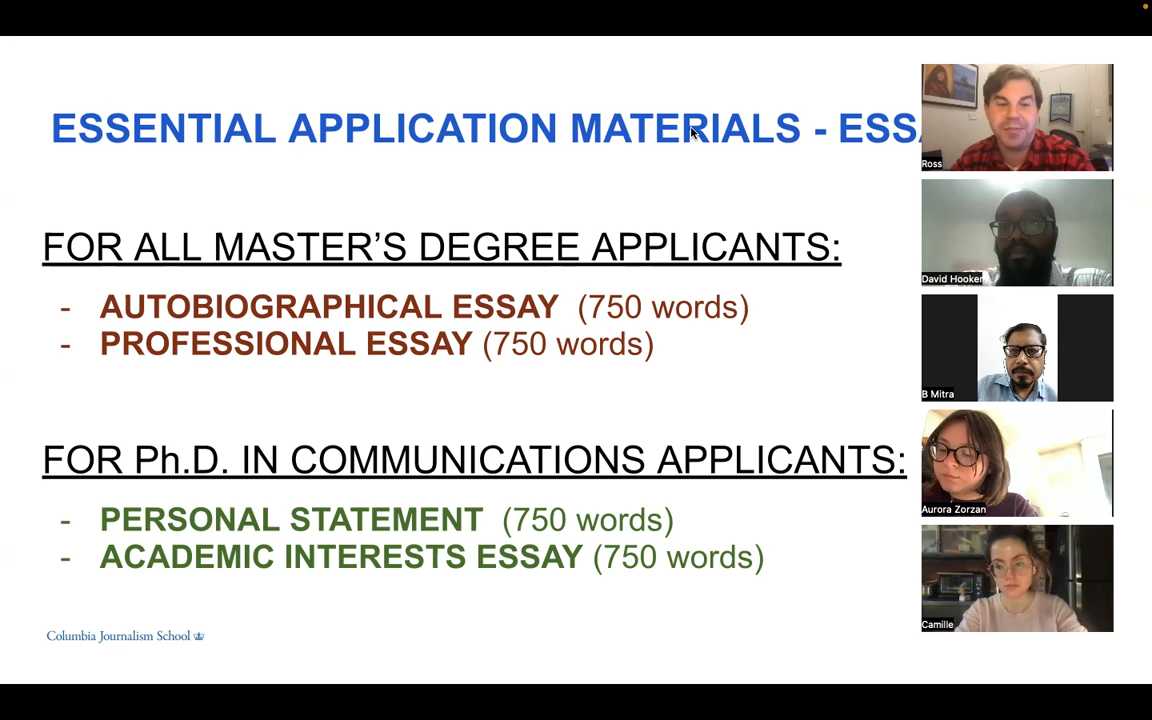 ESSENTIAL APPLICATION MATERIALS - ESSA
FOR ALL MASTER’S DEGREE APPLICANTS:
- AUTOBIOGRAPHICAL ESSAY (750 words)
- PROFESSIONAL ESSAY (750 words)
FOR Ph.D. IN COMMUNICATIONS APPLICANTS:
- PERSONAL STATEMENT (750 words)
- ACADEMIC INTERESTS ESSAY (750 words)
Columbia Journalism School
Ross
David Hooker
B Mitra
Aurora Zorzan
Camille